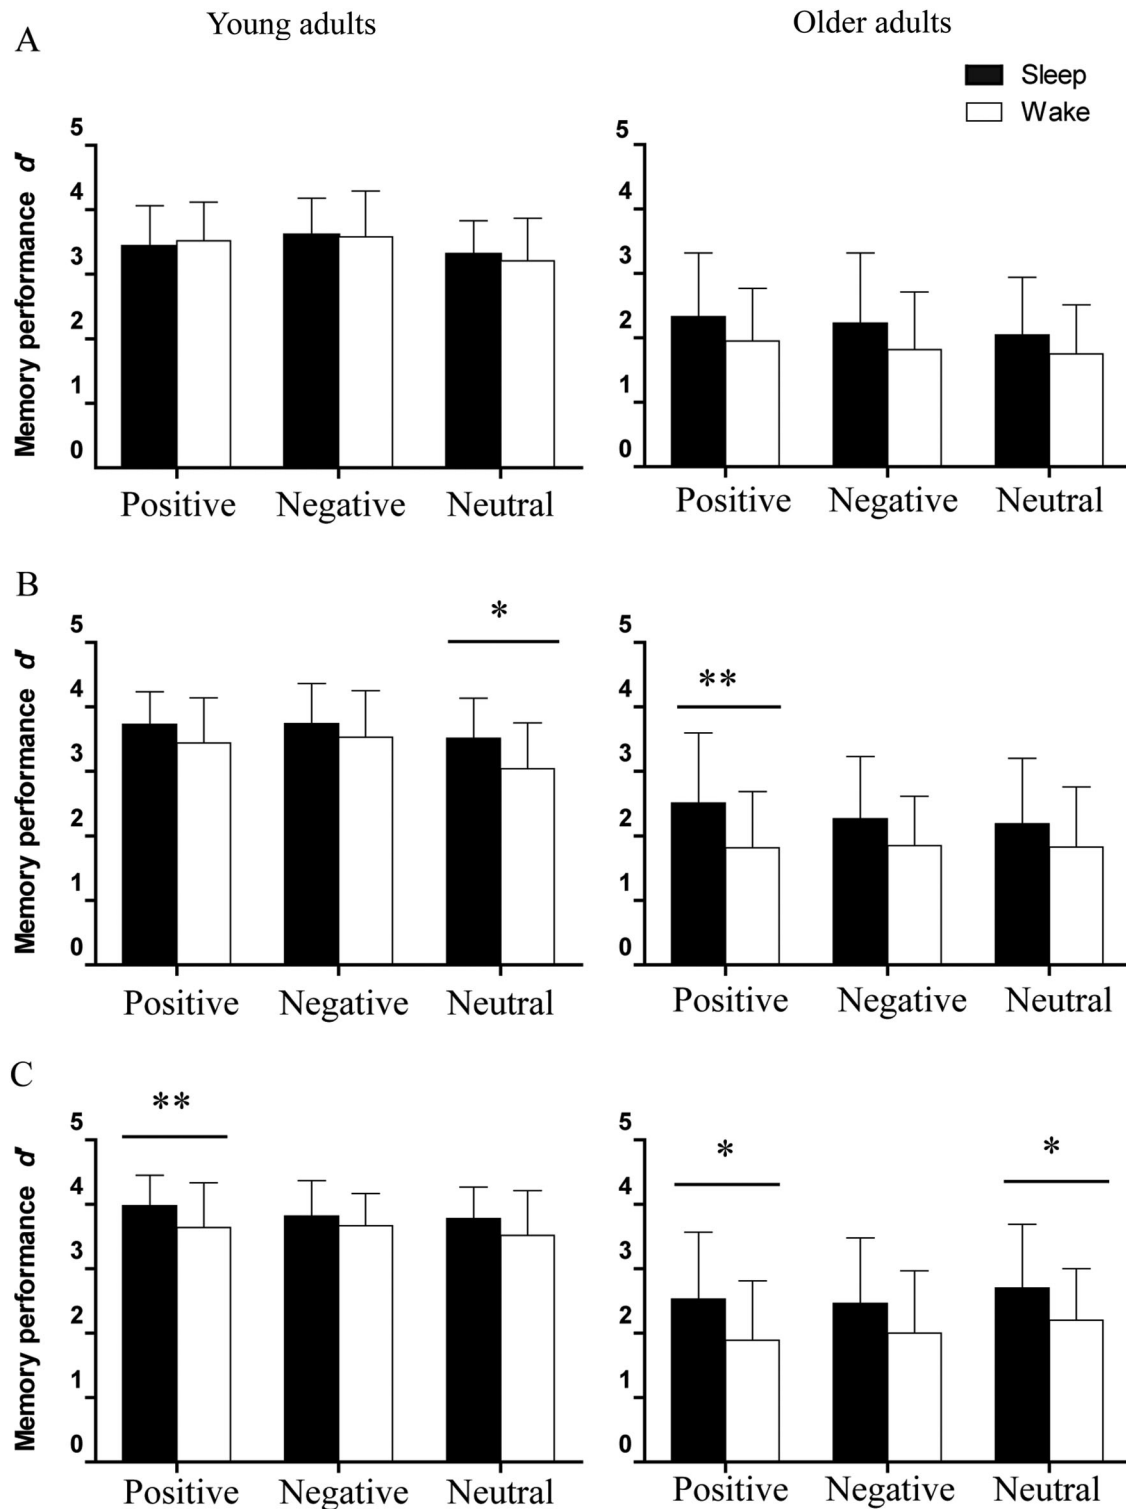 Young adults
Older adults
A
Sleep
Wake
Memory performance d'
5
4
3
2
1
0
Positive Negative Neutral
5
4
3
2
1
0
Positive Negative Neutral
B
Memory performance d'
5
4
3
2
1
0
*
Positive Negative Neutral
5
4
3
2
1
0
**
Positive Negative Neutral
C
Memory performance d'
5
4
3
2
1
0
**
Positive Negative Neutral
5
4
3
2
1
0
*
*
Positive Negative Neutral